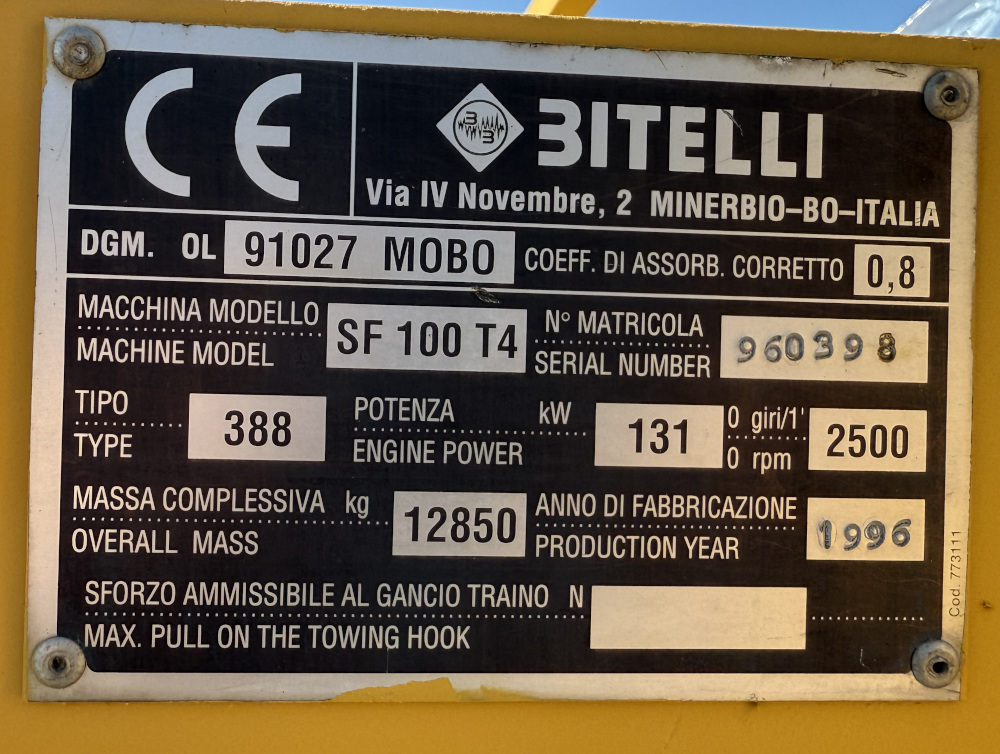 CE
BITELLI
Via IV Novembre, 2 MINERBIO-BO-ITALIA
DGM. OL 91027 MOBO COEFF. DI ASSORB. CORRETTO 0,8
MACCHINA MODELLO
MACHINE MODEL
SF 100 T4
N° MATRICOLA
SERIAL NUMBER
960398
TIPO
TYPE
388
POTENZA kW
ENGINE POWER
131
0 giri/1'
0 rpm
2500
MASSA COMPLESSIVA kg
OVERALL MASS
12850
ANNO DI FABBRICAZIONE
PRODUCTION YEAR
1996
SFORZO AMMISSIBILE AL GANCIO TRAINO N
MAX. PULL ON THE TOWING HOOK
Cod. 773111